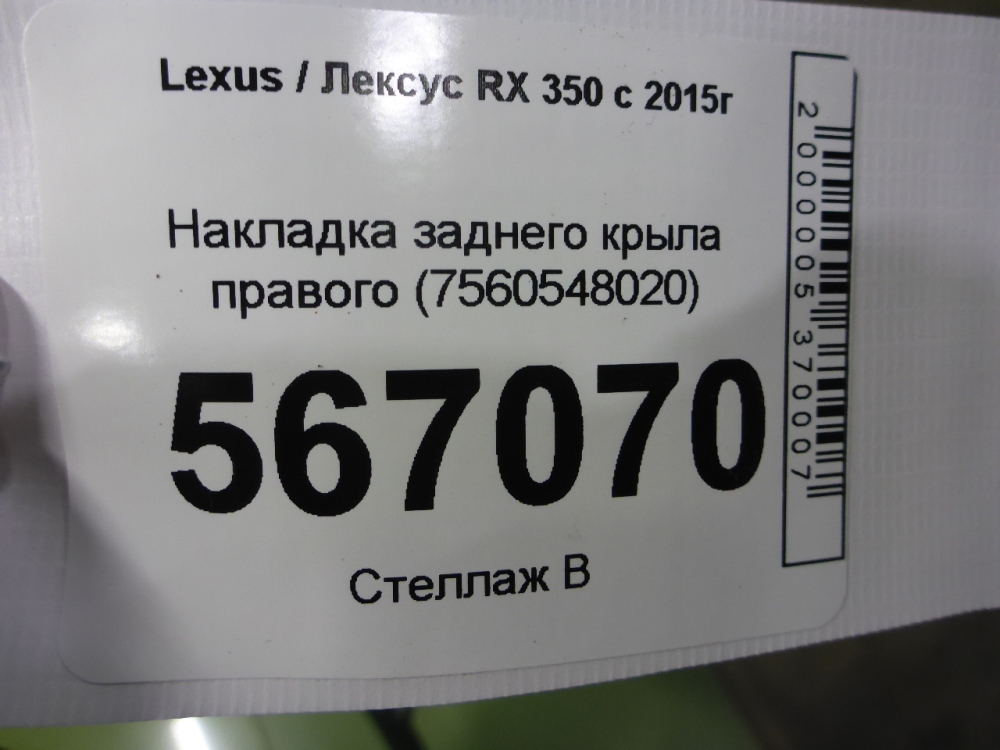 Lexus / Лексус RX 350 с 2015г
Накладка заднего крыла
правого (7560548020)
567070
Стеллаж В
2000005370007